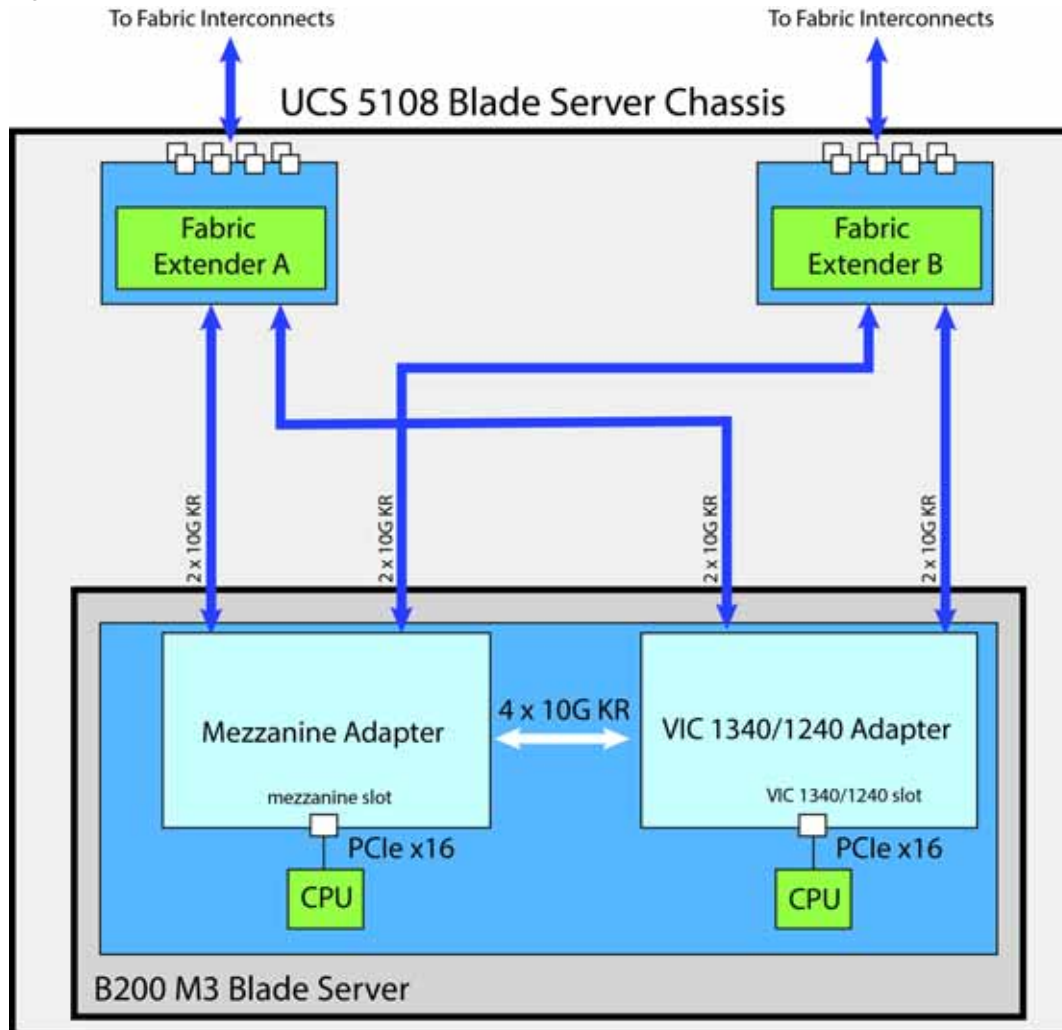 To Fabric Interconnects
To Fabric Interconnects
UCS 5108 Blade Server Chassis
Fabric
Extender A
Fabric
Extender B
2 x 10G KR
2 x 10G KR
2 x 10G KR
2 x 10G KR
Mezzanine Adapter
4 x 10G KR
VIC 1340/1240 Adapter
mezzanine slot
VIC 1340/1240 slot
PCIe x16
PCIe x16
CPU
CPU
B200 M3 Blade Server